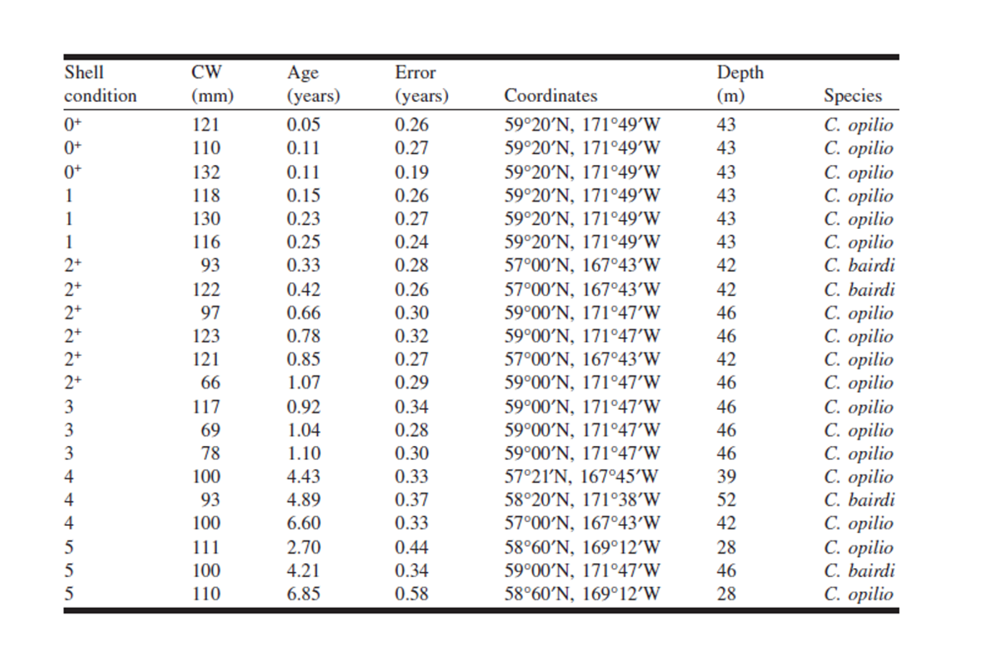 Shell condition CW (mm) Age (years) Error (years) Coordinates Depth (m) Species
0+ 121 0.05 0.26 59°20′N, 171°49′W 43 C. opilio
0+ 110 0.11 0.27 59°20′N, 171°49′W 43 C. opilio
0+ 132 0.11 0.19 59°20′N, 171°49′W 43 C. opilio
1 118 0.15 0.26 59°20′N, 171°49′W 43 C. opilio
1 130 0.23 0.27 59°20′N, 171°49′W 43 C. opilio
1 116 0.25 0.24 59°20′N, 171°49′W 43 C. opilio
2+ 93 0.33 0.28 57°00′N, 167°43′W 42 C. bairdi
2+ 122 0.42 0.26 57°00′N, 167°43′W 42 C. bairdi
2+ 97 0.66 0.30 59°00′N, 171°47′W 46 C. opilio
2+ 123 0.78 0.32 59°00′N, 171°47′W 46 C. opilio
2+ 121 0.85 0.27 57°00′N, 167°43′W 42 C. opilio
2+ 66 1.07 0.29 59°00′N, 171°47′W 46 C. opilio
3 117 0.92 0.34 59°00′N, 171°47′W 46 C. opilio
3 69 1.04 0.28 59°00′N, 171°47′W 46 C. opilio
3 78 1.10 0.30 59°00′N, 171°47′W 46 C. opilio
4 100 4.43 0.33 57°21′N, 167°45′W 39 C. opilio
4 93 4.89 0.37 58°20′N, 171°38′W 52 C. bairdi
4 100 6.60 0.33 57°00′N, 167°43′W 42 C. opilio
5 111 2.70 0.44 58°60′N, 169°12′W 28 C. opilio
5 100 4.21 0.34 59°00′N, 171°47′W 46 C. bairdi
5 110 6.85 0.58 58°60′N, 169°12′W 28 C. opilio